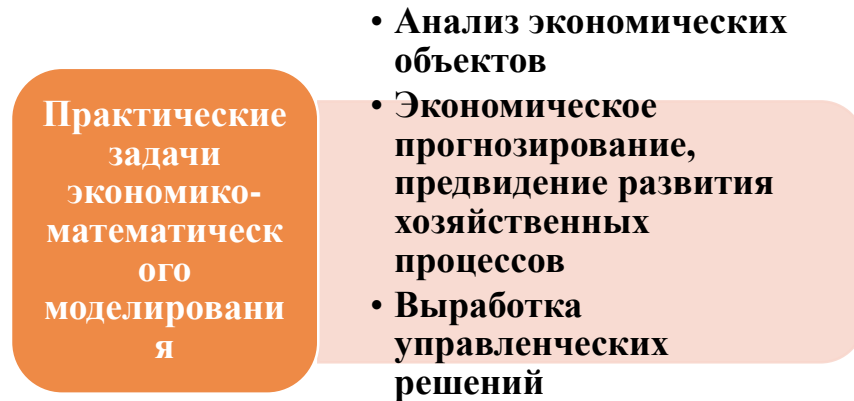 Практические
задачи
экономико-
математическ
ого
моделировани
я
• Анализ экономических
объектов
• Экономическое
прогнозирование,
предвидение развития
хозяйственных
процессов
• Выработка
управленческих
решений